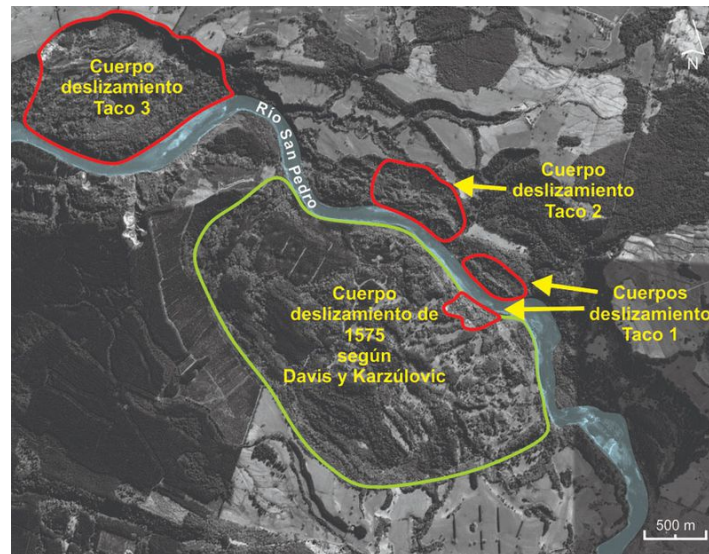 Cuerpo
deslizamiento
Taco 3
Río San Pedro
N
Cuerpo
deslizamiento
Taco 2
Cuerpos
deslizamiento
Taco 1
Cuerpo
deslizamiento de
1575
según
Davis y Karzúlovic
500 m